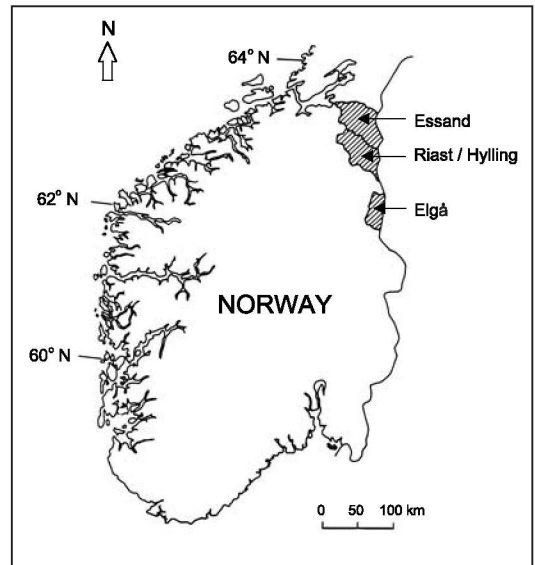 N
64° N
Essand
Riast / Hylling
62° N
Elgå
NORWAY
60° N
0 50 100 km